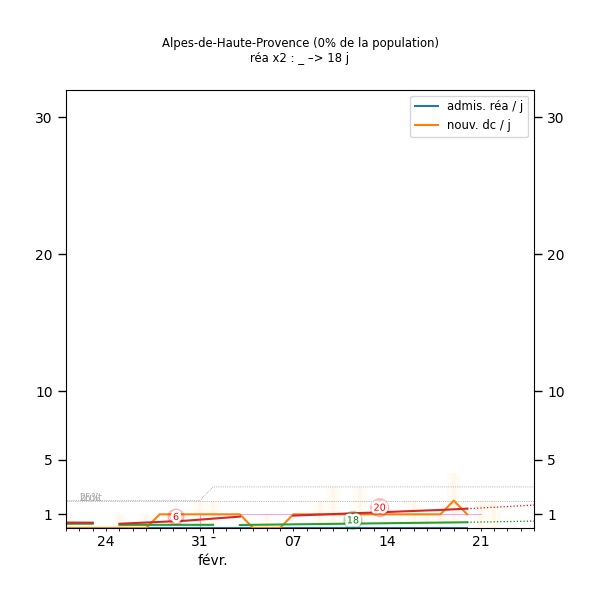 Alpes-de-Haute-Provence (0% de la population)
réa x2 : _ –> 18 j
admis. réa / j
nouv. dc / j
30 30
20 20
10 10
5 5
1 1
6
20
18
24 31 - 07 14 21
févr.